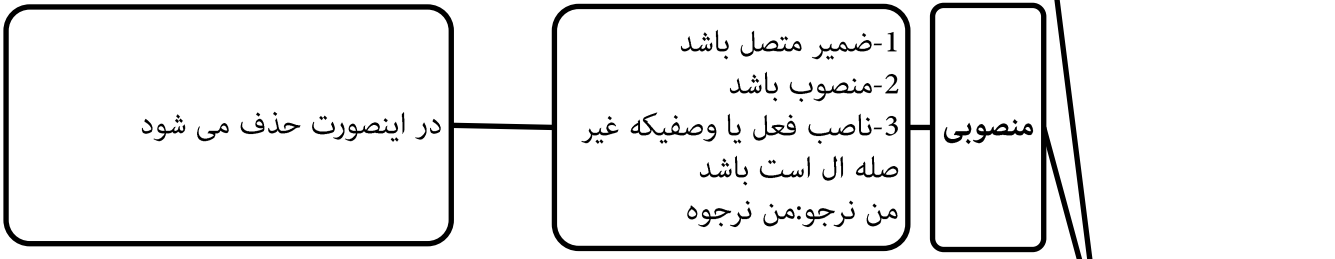 منصوبی
1-ضمیر متصل باشد
2-منصوب باشد
3-ناصب فعل یا وصفیکه غیر
صله ال است باشد
من نرجو:من نرجوه
در اینصورت حذف می شود